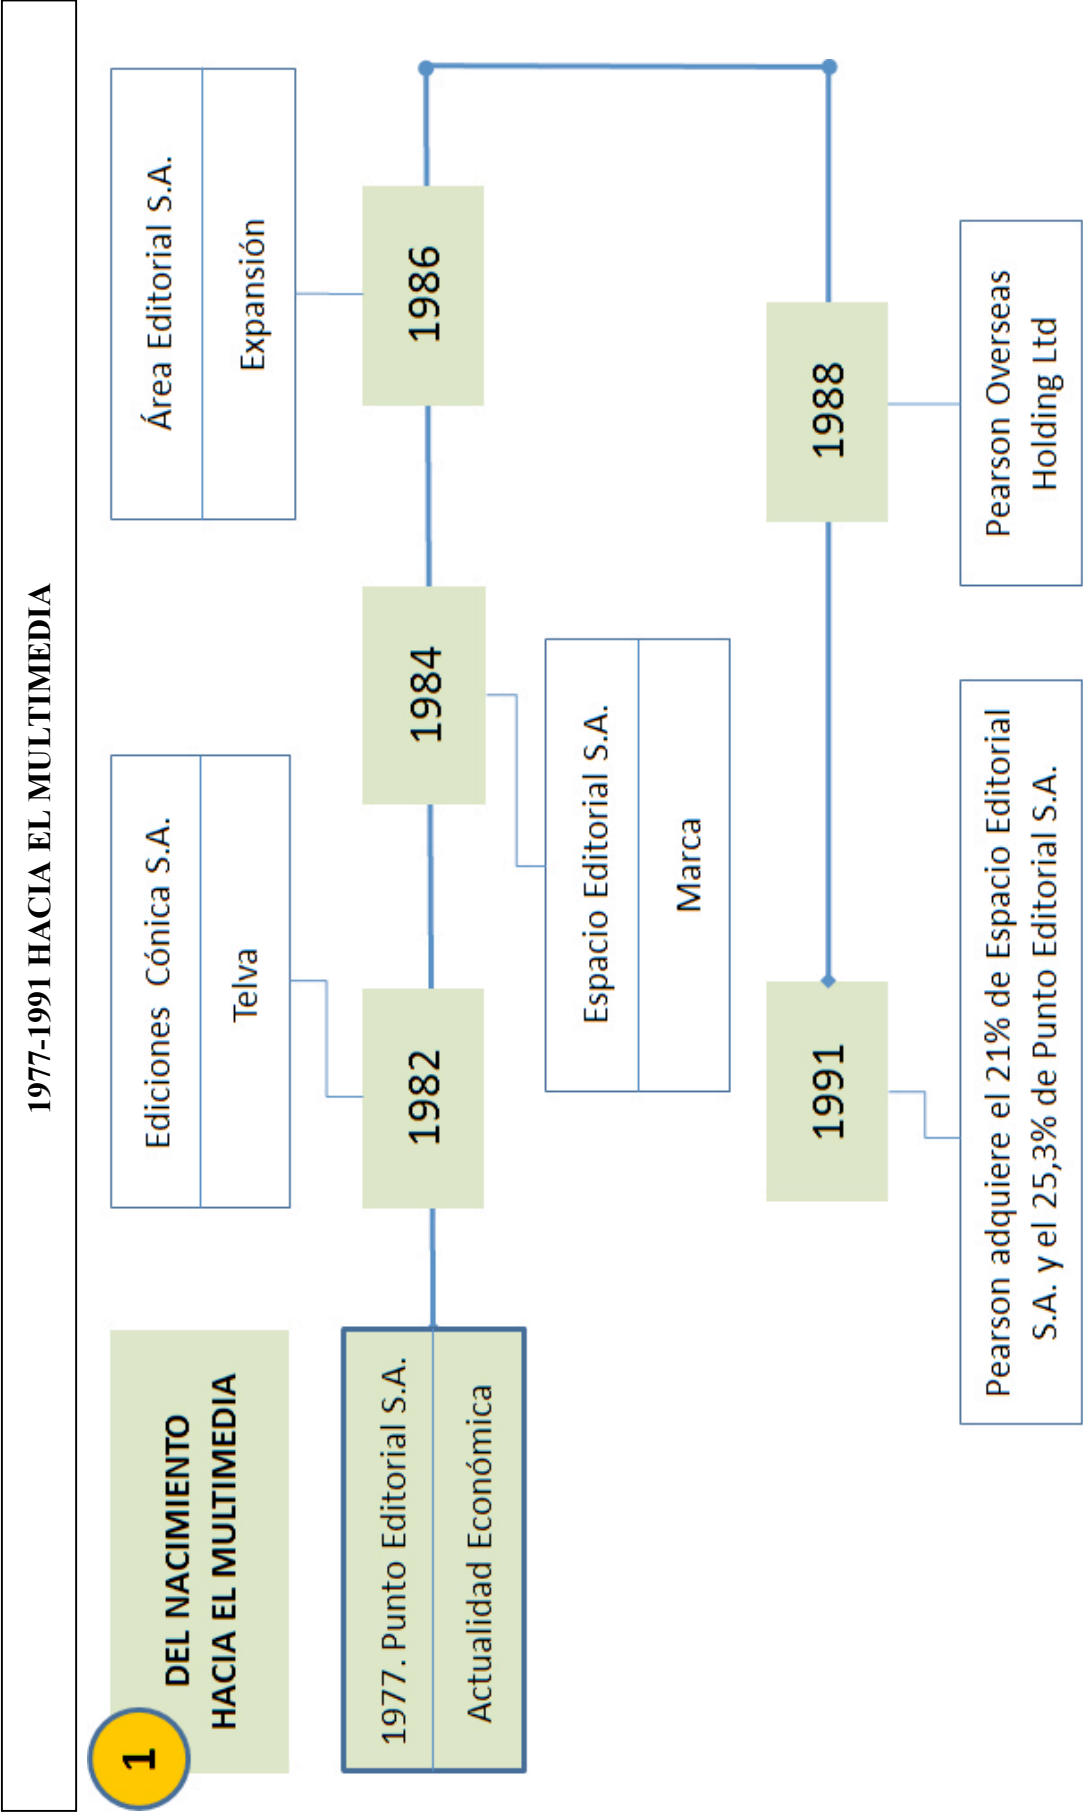 1977-1991 HACIA EL MULTIMEDIA
1
DEL NACIMIENTO
HACIA EL MULTIMEDIA
1977. Punto Editorial S.A.
Actualidad Económica
1982
Ediciones Cónica S.A.
Telva
1984
Espacio Editorial S.A.
Marca
1986
Área Editorial S.A.
Expansión
1988
Pearson Overseas
Holding Ltd
1991
Pearson adquiere el 21% de Espacio Editorial
S.A. y el 25,3% de Punto Editorial S.A.